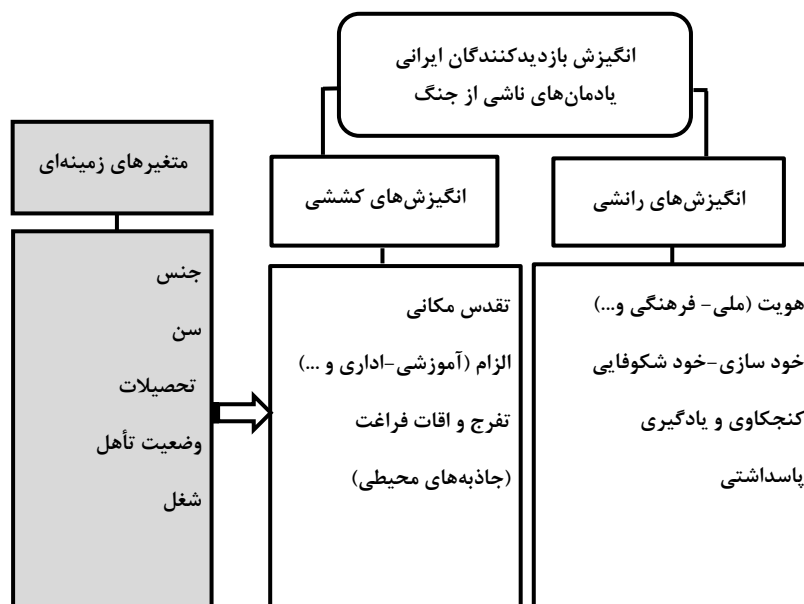 انگیزش بازدیدکنندگان ایرانی
یادمان‌های ناشی از جنگ
انگیزش‌های رانشی
هویت (ملی- فرهنگی و...)
خود سازی-خود شکوفایی
کنجکاوی و یادگیری
پاسداشتی
انگیزش‌های کششی
تقدس مکانی
الزام (آموزشی-اداری و ...)
تفرج و اقات فراغت
(جاذبه‌های محیطی)
متغیرهای زمینه‌ای
جنس
سن
تحصیلات
وضعیت تأهل
شغل